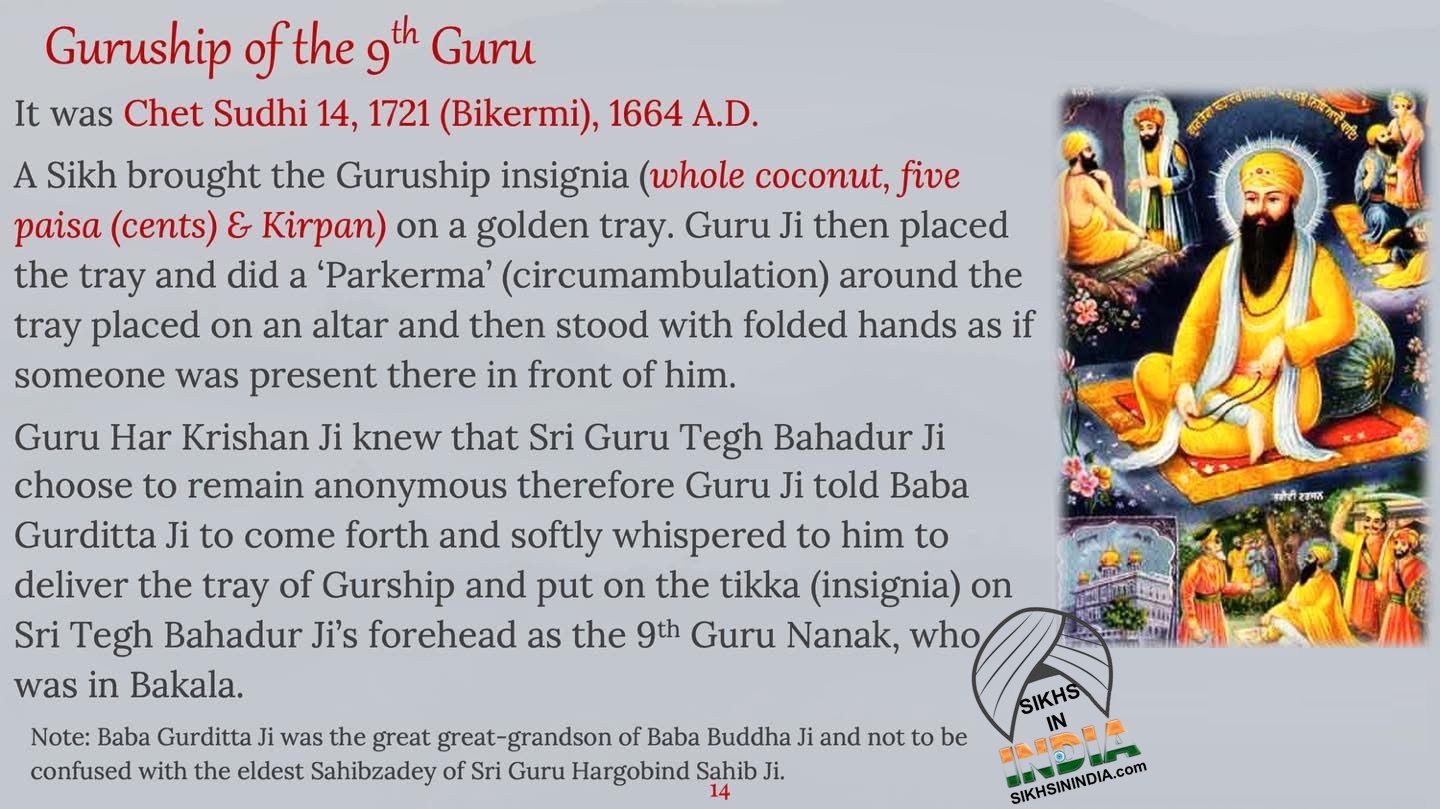 Guruship of the 9th Guru
It was Chet Sudhi 14, 1721 (Bikermi), 1664 A.D.
A Sikh brought the Guruship insignia (whole coconut, five
paisa (cents) & Kirpan) on a golden tray. Guru Ji then placed
the tray and did a ‘Parkerma’ (circumambulation) around the
tray placed on an altar and then stood with folded hands as if
someone was present there in front of him.
Guru Har Krishan Ji knew that Sri Guru Tegh Bahadur Ji
choose to remain anonymous therefore Guru Ji told Baba
Gurditta Ji to come forth and softly whispered to him to
deliver the tray of Gurship and put on the tikka (insignia) on
Sri Tegh Bahadur Ji’s forehead as the 9th Guru Nanak, who
was in Bakala.
Note: Baba Gurditta Ji was the great great-grandson of Baba Buddha Ji and not to be
confused with the eldest Sahibzadey of Sri Guru Hargobind Sahib Ji.
14
SIKHS
IN
INDIA
SIKHSININDIA.com